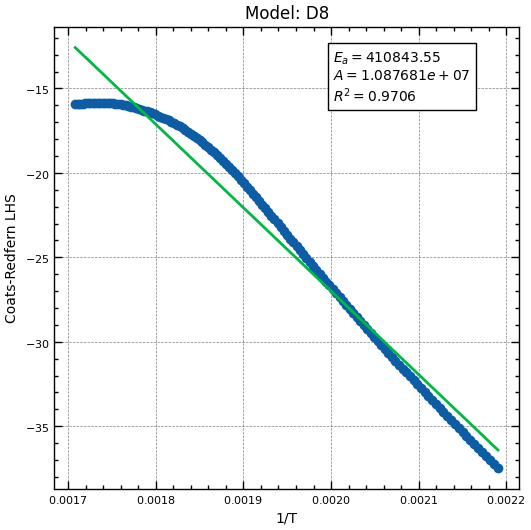 Model: D8
Coats-Redfern LHS
−15
−20
−25
−30
−35
E_a = 410843.55
A = 1.087681e + 07
R² = 0.9706
0.0017 0.0018 0.0019 0.0020 0.0021 0.0022
1/T